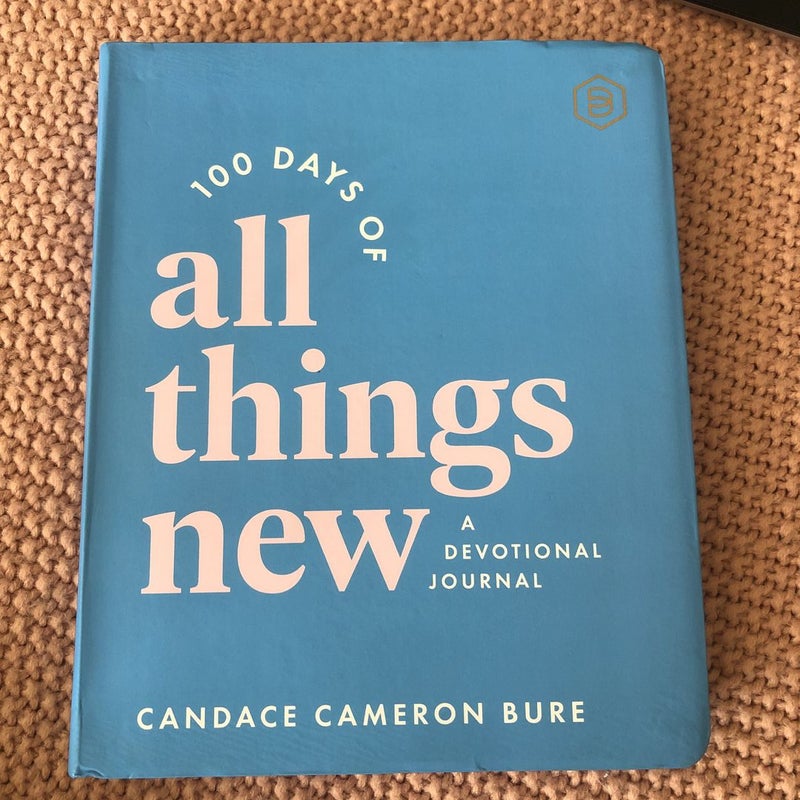 100 DAYS OF
all
things
new
A
DEVOTIONAL
JOURNAL
CANDACE CAMERON BURE